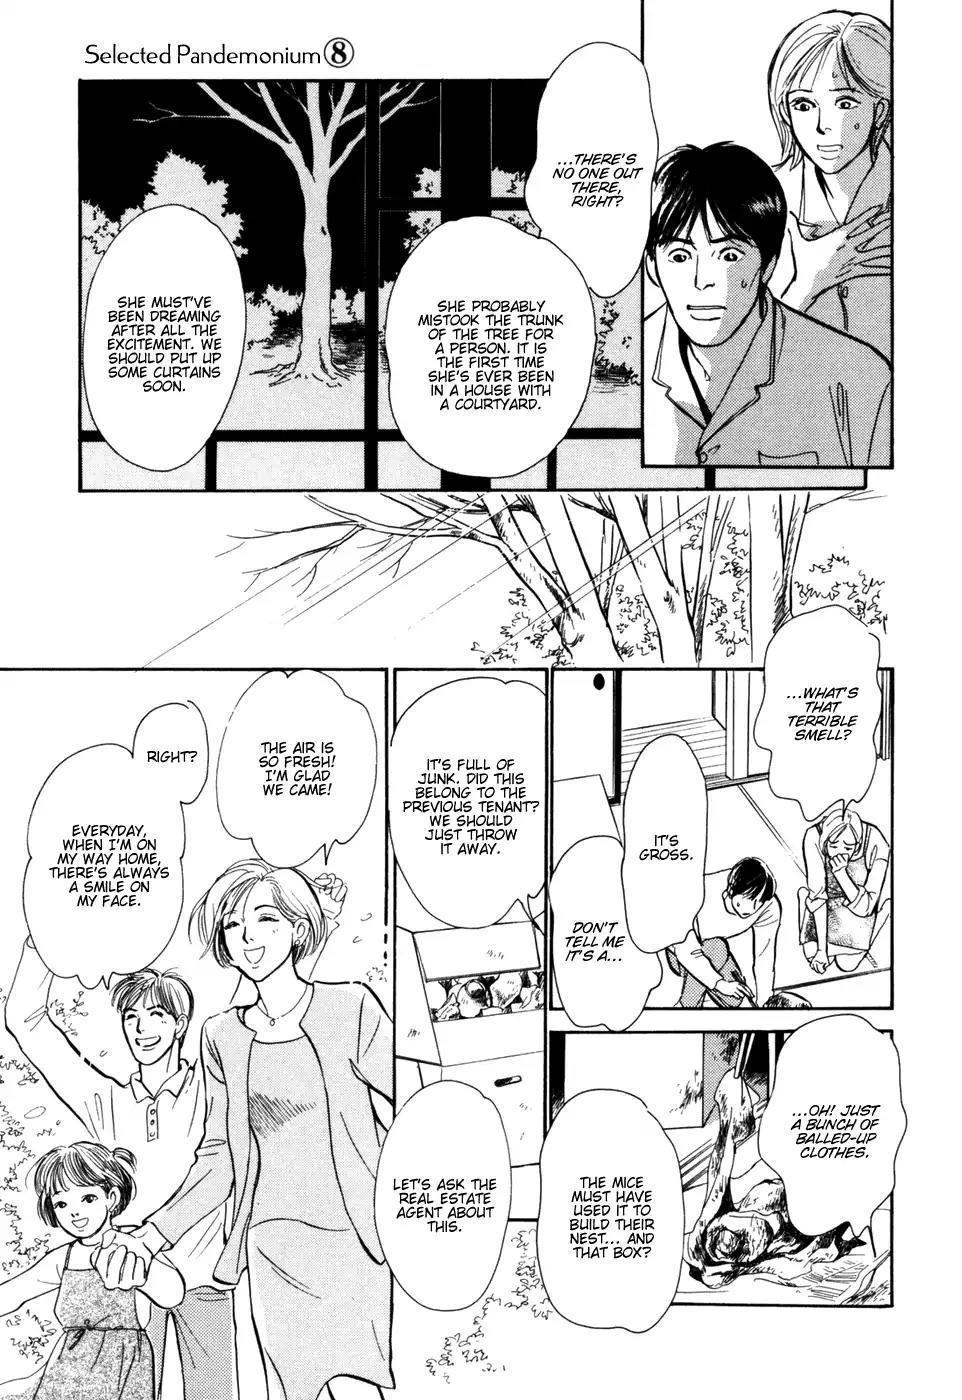 Selected Pandemonium 8
...THERE'S
NO ONE OUT
THERE,
RIGHT?
SHE PROBABLY
MISTOOK THE TRUNK
OF THE TREE FOR
A PERSON. IT IS
THE FIRST TIME
SHE'S EVER BEEN
IN A HOUSE WITH
A COURTYARD.
SHE MUST'VE
BEEN DREAMING
AFTER ALL THE
EXCITEMENT. WE
SHOULD PUT UP
SOME CURTAINS
SOON.
...WHAT'S
THAT
TERRIBLE
SMELL?
IT'S
GROSS.
DON'T
TELL ME
IT'S A...
...OH! JUST
A BUNCH OF
BALLED-UP
CLOTHES.
THE MICE
MUST HAVE
USED IT TO
BUILD THEIR
NEST... AND
THAT BOX?
IT'S FULL OF
JUNK. DID THIS
BELONG TO THE
PREVIOUS TENANT?
WE SHOULD
JUST THROW
IT AWAY.
LET'S ASK THE
REAL ESTATE
AGENT ABOUT
THIS.
THE AIR IS
SO FRESH!
I'M GLAD
WE CAME!
RIGHT?
EVERYDAY,
WHEN I'M ON
MY WAY HOME,
THERE'S ALWAYS
A SMILE ON
MY FACE.